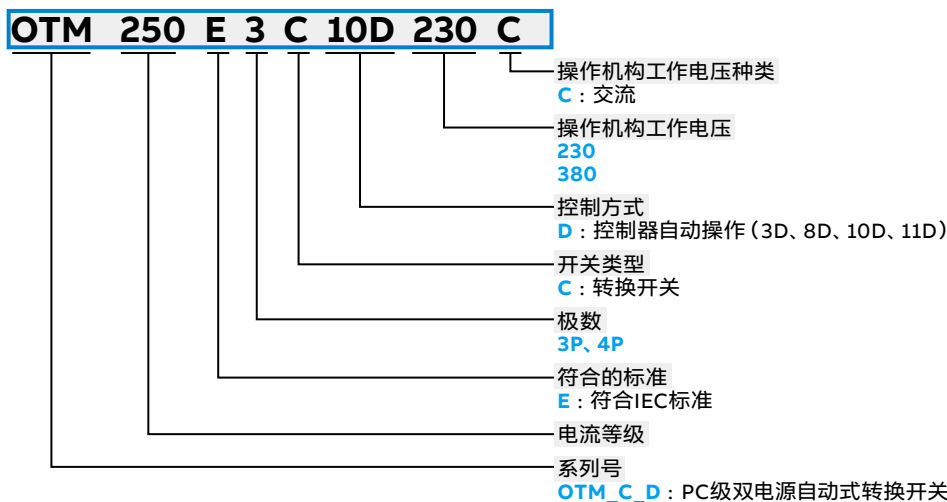 OTM 250 E 3 C 10D 230 C
操作机构工作电压种类
C：交流
操作机构工作电压
230
380
控制方式
D：控制器自动操作（3D、8D、10D、11D）
开关类型
C：转换开关
极数
3P、4P
符合的标准
E：符合IEC标准
电流等级
系列号
OTM_C_D：PC级双电源自动式转换开关